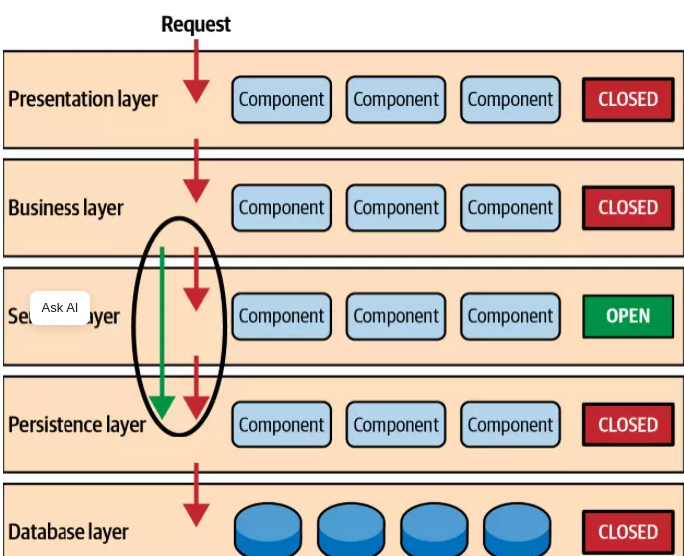 Request
Presentation layer Component Component Component CLOSED
Business layer Component Component Component CLOSED
Ask AI
layer Component Component Component OPEN
Persistence layer Component Component Component CLOSED
Database layer CLOSED